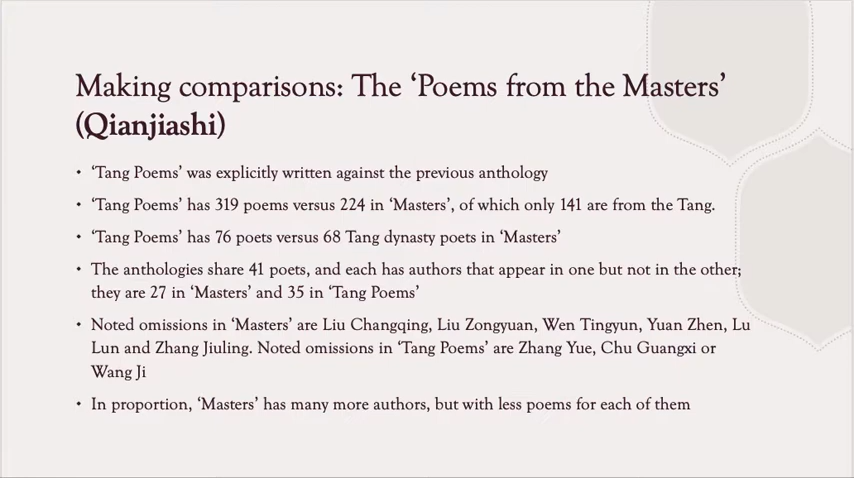 Making comparisons: The ‘Poems from the Masters’
(Qianjiashi)
• ‘Tang Poems’ was explicitly written against the previous anthology
• ‘Tang Poems’ has 319 poems versus 224 in ‘Masters’, of which only 141 are from the Tang.
• ‘Tang Poems’ has 76 poets versus 68 Tang dynasty poets in ‘Masters’
• The anthologies share 41 poets, and each has authors that appear in one but not in the other;
they are 27 in ‘Masters’ and 35 in ‘Tang Poems’
• Noted omissions in ‘Masters’ are Liu Changqing, Liu Zongyuan, Wen Tingyun, Yuan Zhen, Lu
Lun and Zhang Jiuling. Noted omissions in ‘Tang Poems’ are Zhang Yue, Chu Guangxi or
Wang Ji
• In proportion, ‘Masters’ has many more authors, but with less poems for each of them